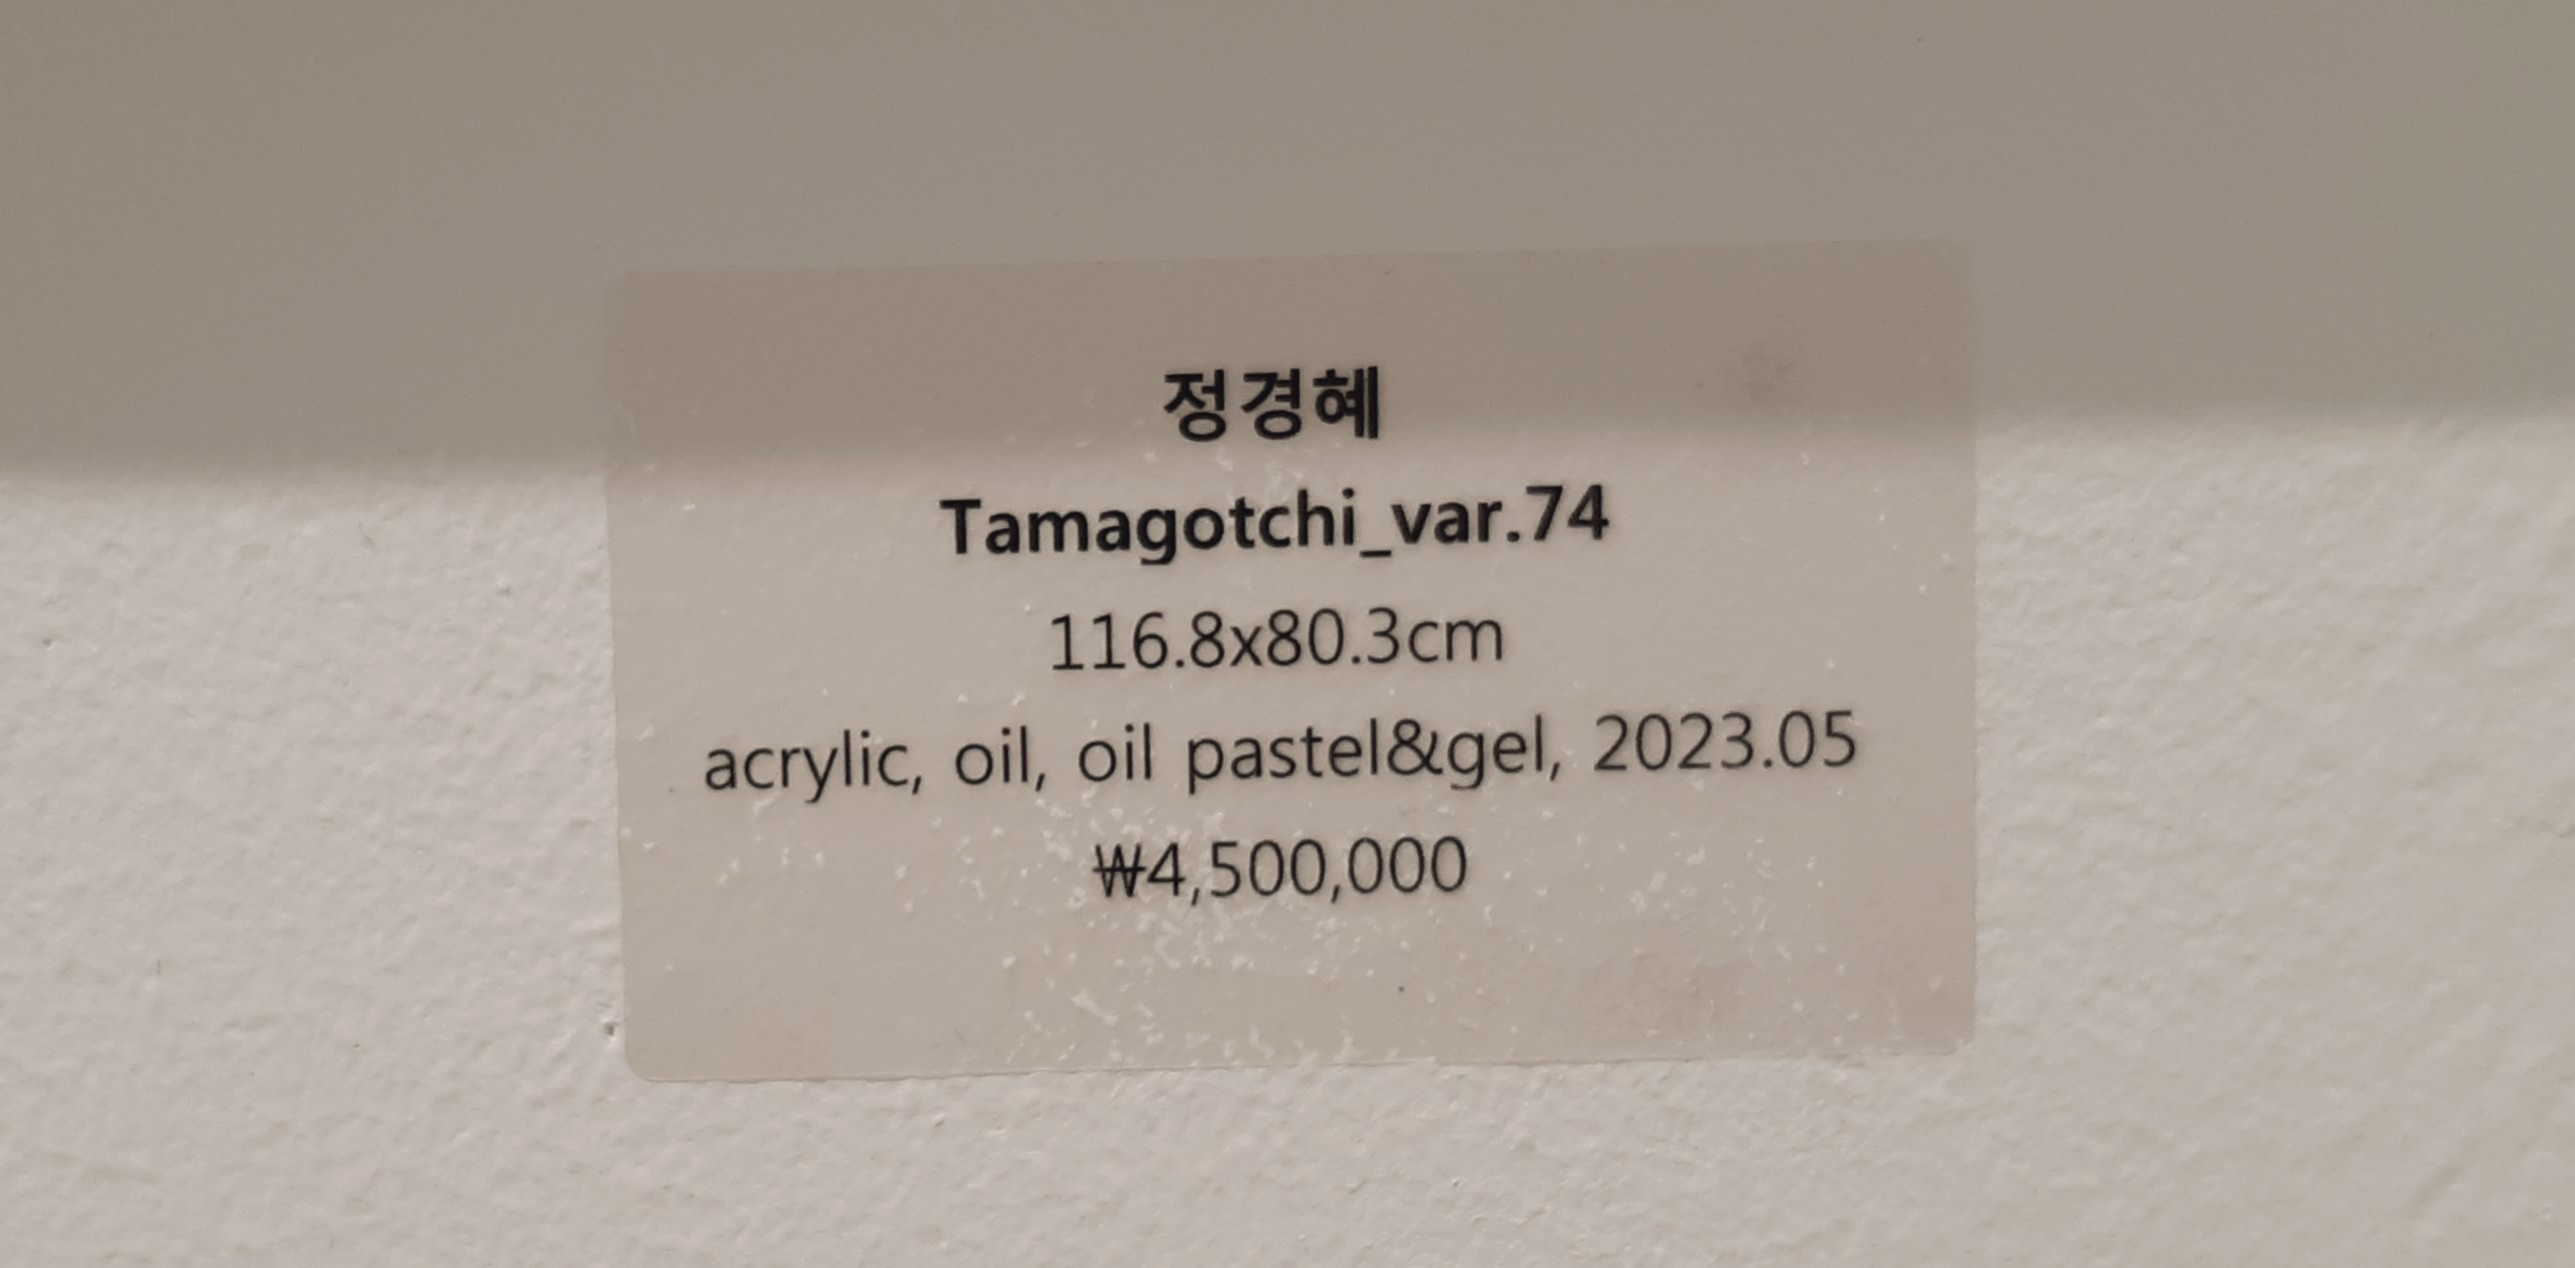 정경혜
Tamagotchi_var.74
116.8x80.3cm
acrylic, oil, oil pastel&gel, 2023.05
₩4,500,000